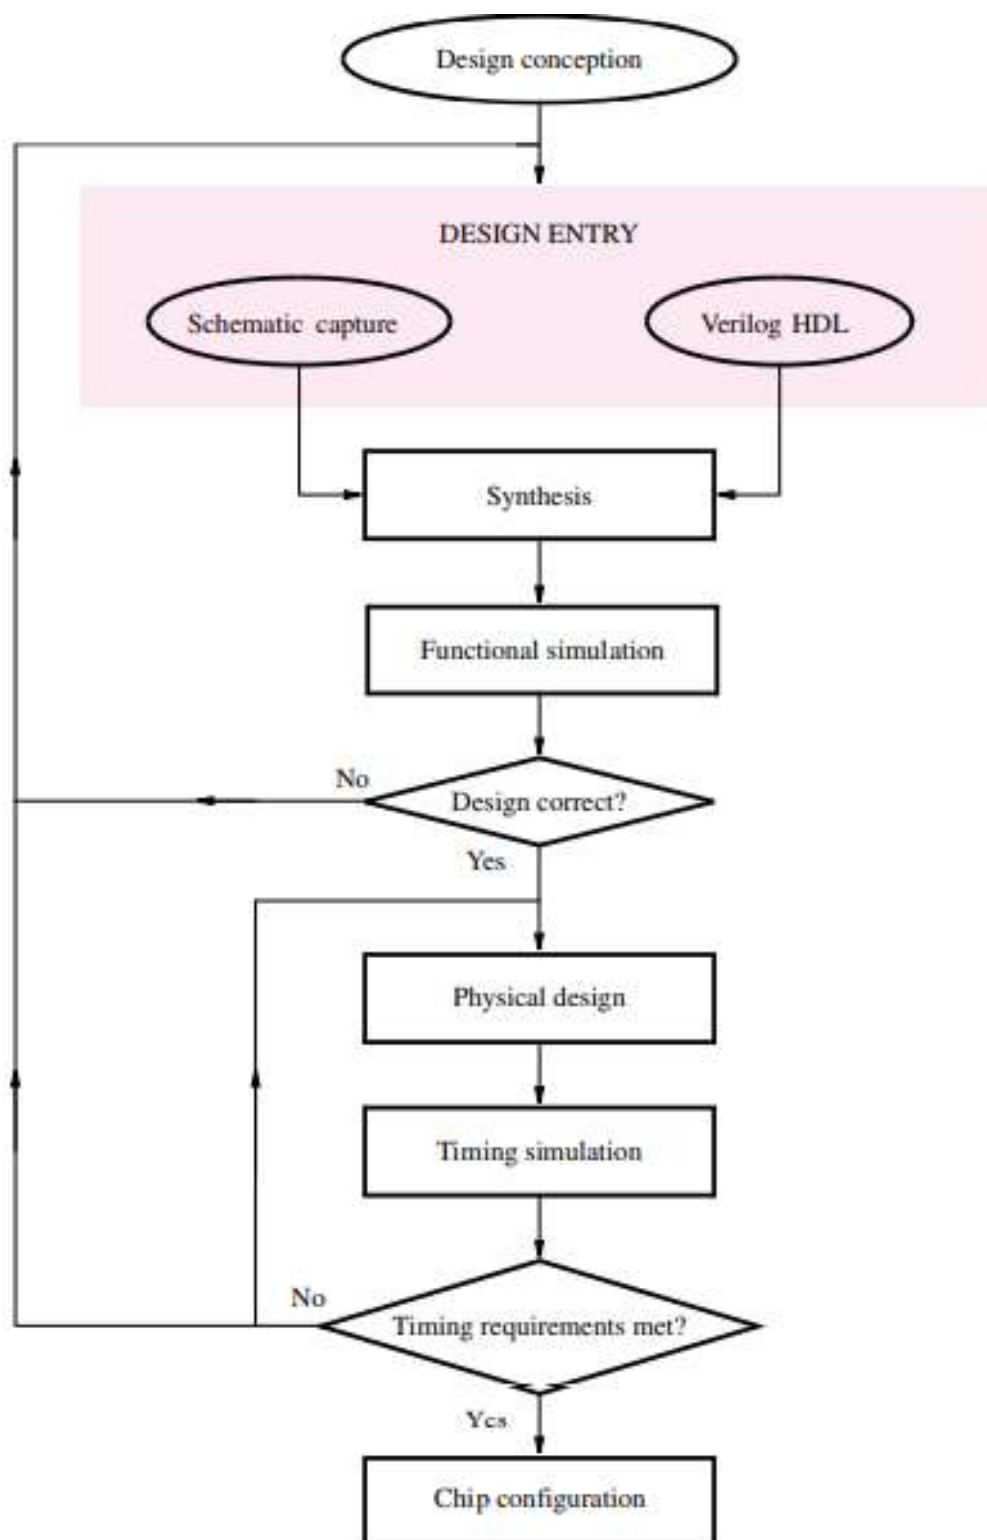 Design conception
DESIGN ENTRY
Schematic capture
Verilog HDL
Synthesis
Functional simulation
No
Design correct?
Yes
Physical design
Timing simulation
No
Timing requirements met?
Yes
Chip configuration